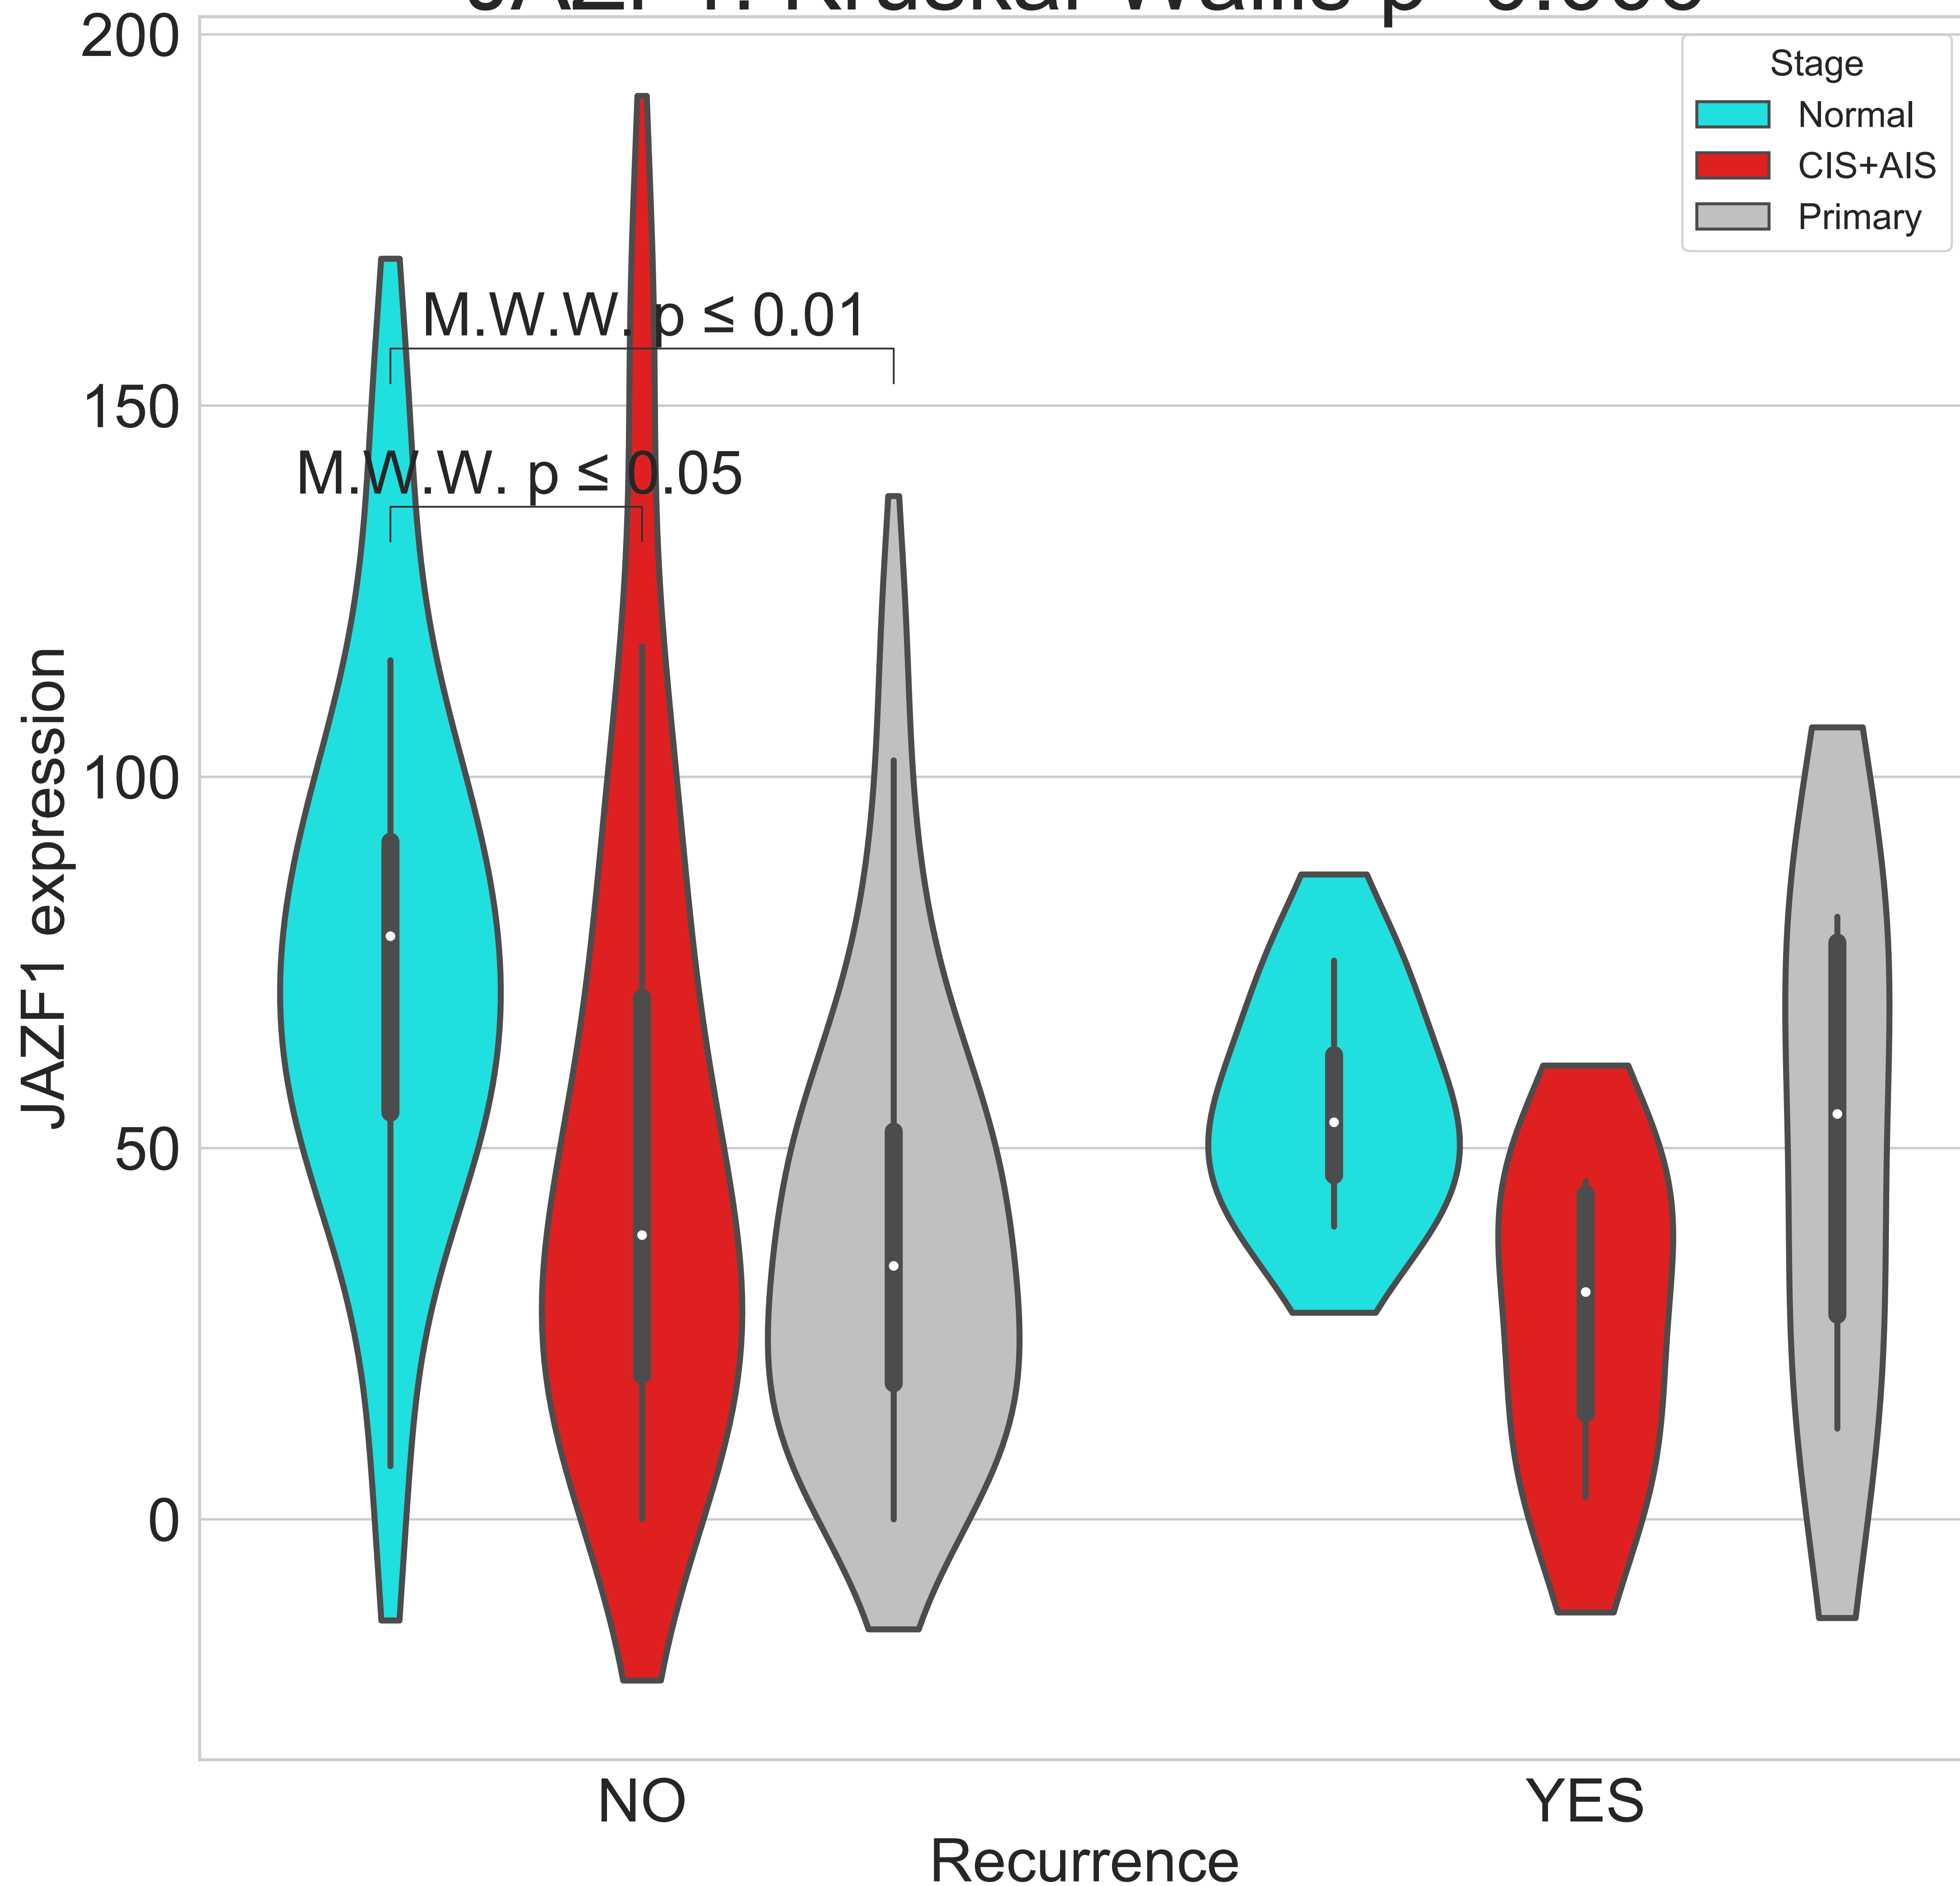 200
150
100
50
0
JAZF1 expression
Stage
Normal
CIS+AIS
Primary
M.W.W. p ≤ 0.01
M.W.W. p ≤ 0.05
NO
YES
Recurrence